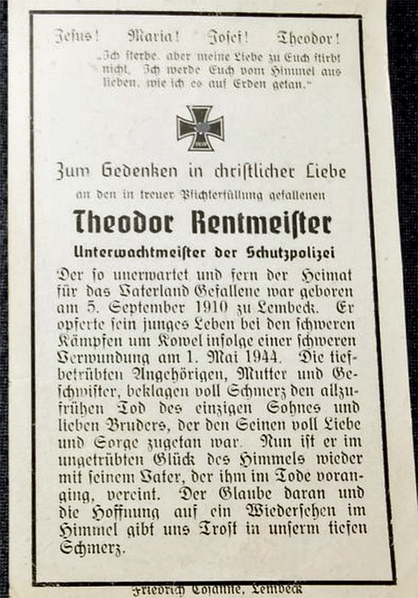 Jesus! Maria! Josef! Theodor!
„Ich sterbe, aber meine Liebe zu Euch stirbt
nicht. Ich werde Euch vom Himmel aus
lieben, wie ich es auf Erden getan.“
Zum Gedenken in christlicher Liebe
an den in treuer Pflichterfüllung gefallenen
Theodor Rentmeister
Unterwachtmeister der Schutzpolizei
Der so unerwartet und fern der Heimat
für das Vaterland Gefallene war geboren
am 5. September 1910 zu Lembeck. Er
opferte sein junges Leben bei den schweren
Kämpfen um Kowel infolge einer schweren
Verwundung am 1. Mai 1944. Die tief-
betrübten Angehörigen, Mutter und Ge-
schwister, beklagen voll Schmerz den allzu-
frühen Tod des einzigen Sohnes und
lieben Bruders, der den Seinen voll Liebe
und Sorge zugetan war. Nun ist er im
ungetrübten Glück des Himmels wieder
mit seinem Vater, der ihm im Tode voran-
ging, vereint. Der Glaube daran und
die Hoffnung auf ein Wiedersehen im
Himmel gibt uns Trost in unserm tiefen
Schmerz.
Friedrich Cosanne, Lembeck